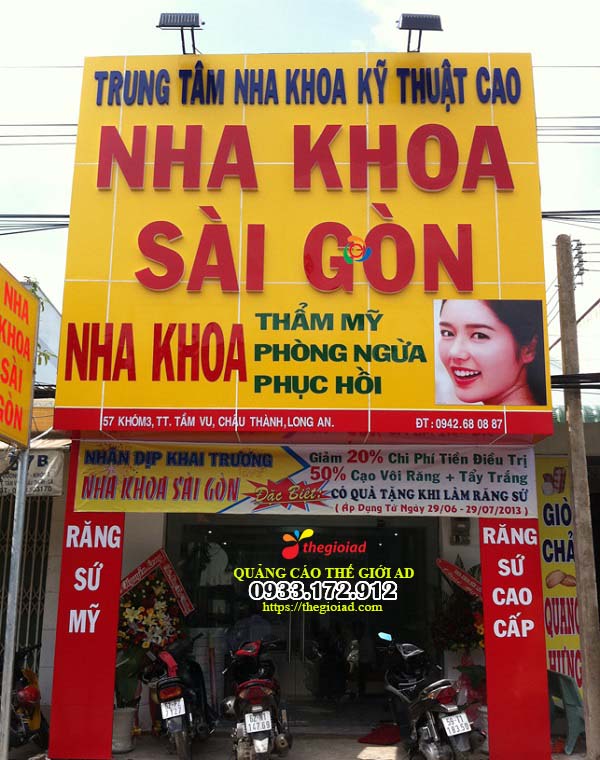 TRUNG TÂM NHA KHOA KỸ THUẬT CAO
NHA KHOA
SÀI GÒN
NHA KHOA
THẨM MỸ
PHÒNG NGỪA
PHỤC HỒI
57 KHÓM3, TT. TẦM VU, CHÂU THÀNH, LONG AN.
ĐT: 0942.68 08 87
NHA
KHOA
SÀI
GÒN
NHÂN DỊP KHAI TRƯƠNG
NHA KHOA SÀI GÒN
Đặc Biệt:
Giảm 20% Chi Phí Tiền Điều Trị
50% Cạo Vôi Răng + Tẩy Trắng
CÓ QUÀ TẶNG KHI LÀM RĂNG SỨ
( Áp Dụng Từ Ngày 29/06 - 29/07/2013 )
RĂNG
SỨ
MỸ
RĂNG
SỨ
CAO
CẤP
GIÒ
CHẢ
QUANG
HƯNG
thegioiad
QUẢNG CÁO THẾ GIỚI AD
0933.172.912
https://thegioiad.com